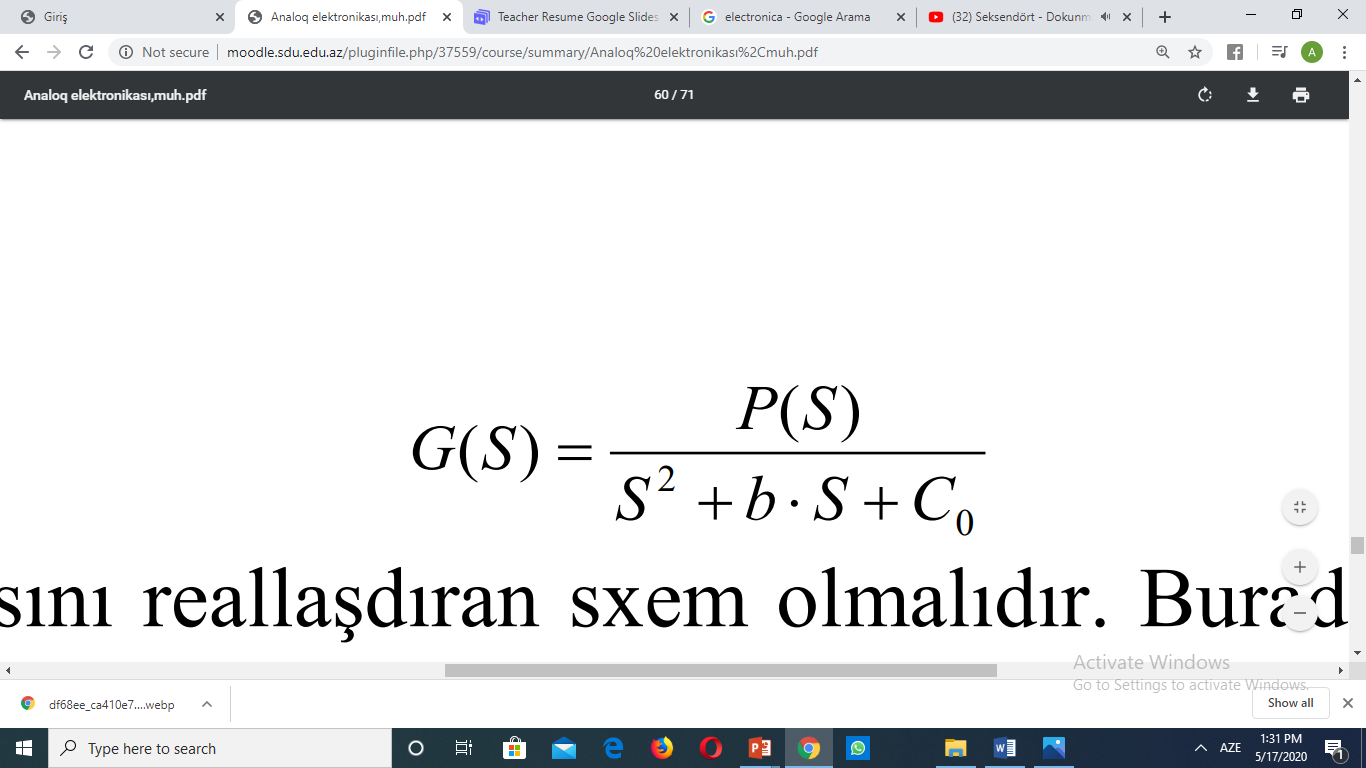 Giriş
Analoq elektronikası,muh.pdf
Teacher Resume Google Slides
electronica - Google Arama
(32) Seksendört - Dokunm
Not secure | moodle.sdu.edu.az/pluginfile.php/37559/course/summary/Analoq%20elektronikası%2Cmuh.pdf
A
Analoq elektronikası,muh.pdf
60 / 71
G(S) = P(S) / (S² + b · S + C₀)
sını reallaşdıran sxem olmalıdır. Burad
Activate Windows
Go to Settings to activate Windows.
df68ee_ca410e7....webp
Show all
Type here to search
AZE
1:31 PM
5/17/2020
1